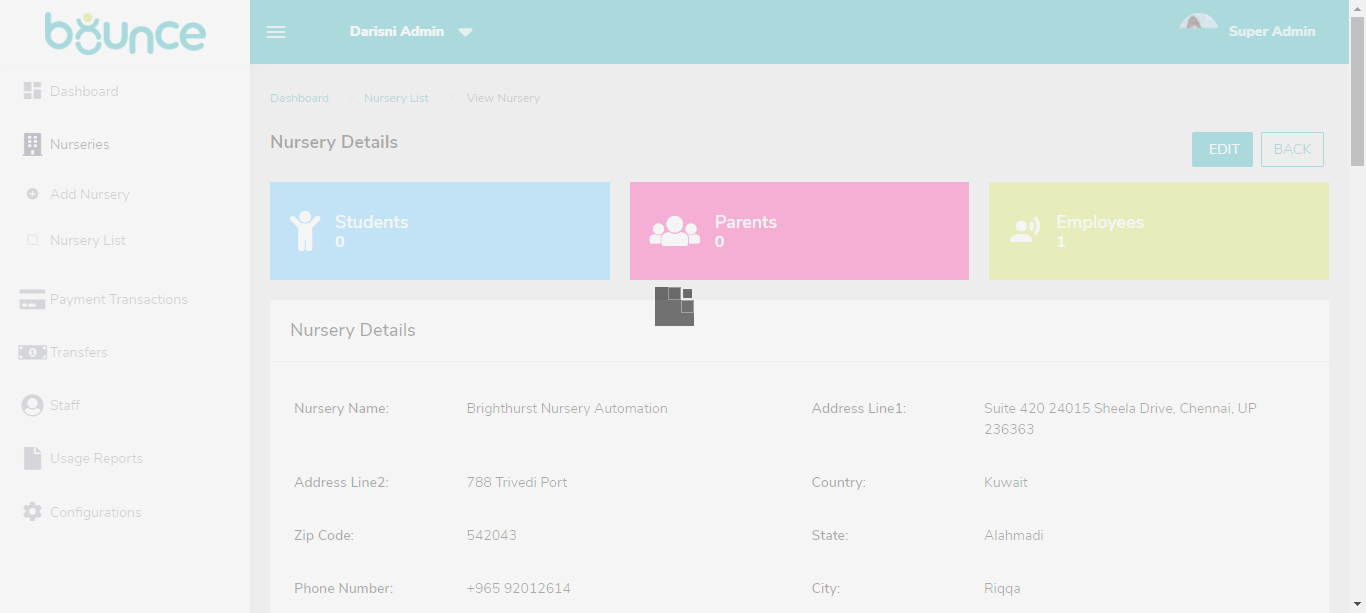 bounce
Darisni Admin
Super Admin
Dashboard
Nurseries
Add Nursery
Nursery List
Payment Transactions
Transfers
Staff
Usage Reports
Configurations
Dashboard Nursery List View Nursery
Nursery Details
EDIT BACK
Students
0
Parents
0
Employees
1
Nursery Details
Nursery Name: Brighthurst Nursery Automation
Address Line1: Suite 420 24015 Sheela Drive, Chennai, UP
236363
Address Line2: 788 Trivedi Port
Country: Kuwait
Zip Code: 542043
State: Alahmadi
Phone Number: +965 92012614
City: Riqqa